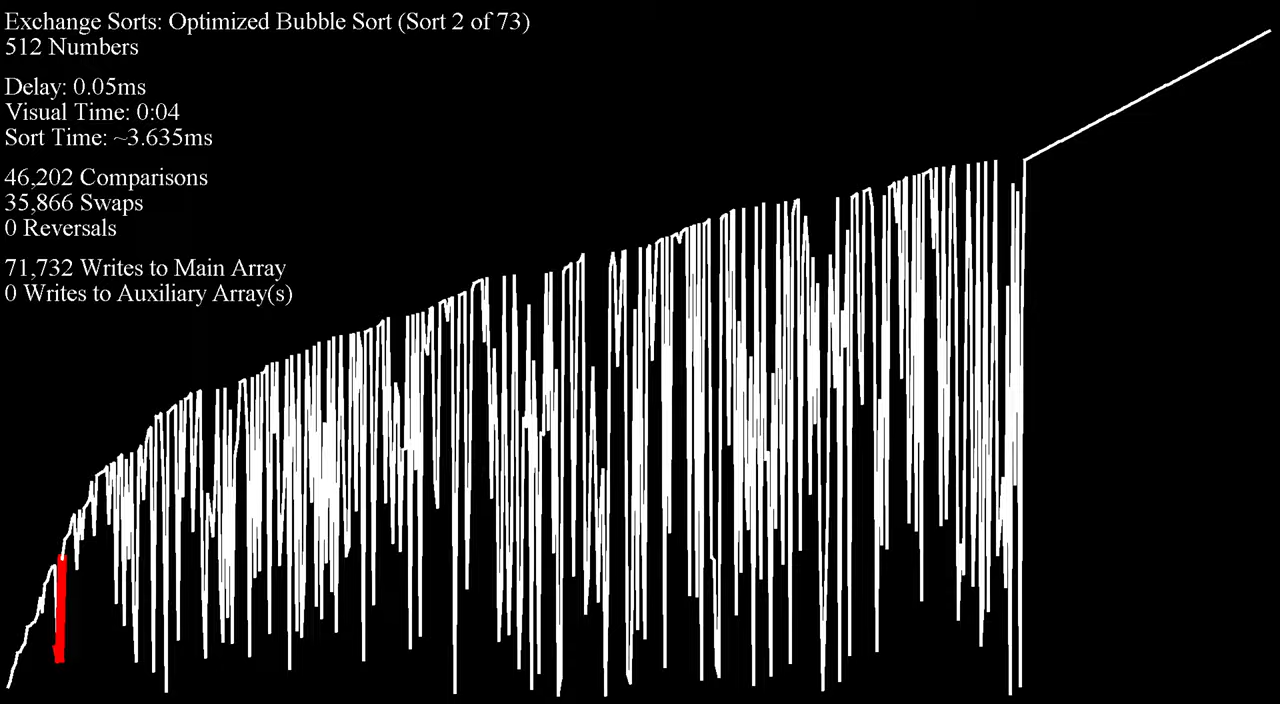 Exchange Sorts: Optimized Bubble Sort (Sort 2 of 73)
512 Numbers
Delay: 0.05ms
Visual Time: 0:04
Sort Time: ~3.635ms
46,202 Comparisons
35,866 Swaps
0 Reversals
71,732 Writes to Main Array
0 Writes to Auxiliary Array(s)